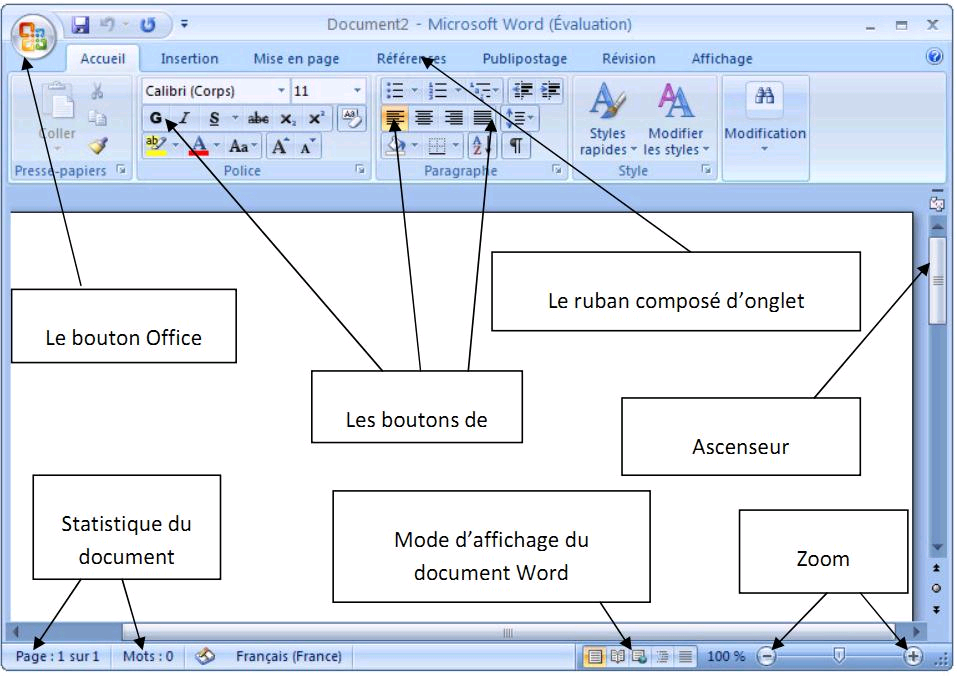 Document2 - Microsoft Word (Évaluation)
Accueil Insertion Mise en page Références Publipostage Révision Affichage
Calibri (Corps) 11
G I S abc X₂ X²
Coller
ab Aa A A
A Z
Styles rapides
Modifier les styles
Modification
Presse-papiers Police Paragraphe Style
Le ruban composé d’onglet
Le bouton Office
Les boutons de
Ascenseur
Statistique du
document
Mode d’affichage du
document Word
Zoom
Page : 1 sur 1 Mots : 0 Français (France) 100 %